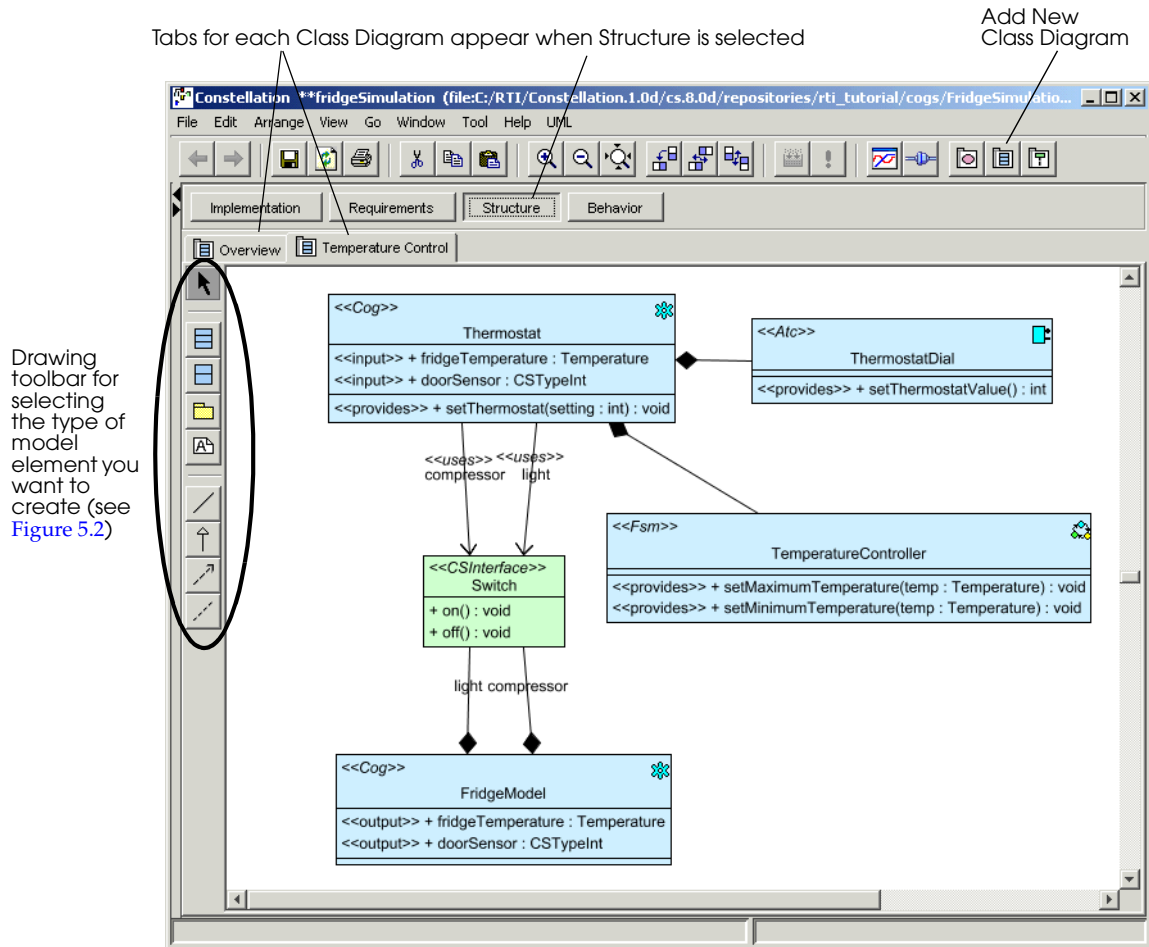 Add New
Class Diagram
Tabs for each Class Diagram appear when Structure is selected
Constellation **fridgeSimulation (file:C:/RTI/Constellation.1.0d/cs.8.0d/repositories/rti_tutorial/cogs/FridgeSimulatio...
File Edit Arrange View Go Window Tool Help UML
Implementation Requirements Structure Behavior
Overview Temperature Control
Drawing
toolbar for
selecting
the type of
model
element you
want to
create (see
Figure 5.2)
<<Cog>>
Thermostat
<<input>> + fridgeTemperature : Temperature
<<input>> + doorSensor : CSTypeInt
<<provides>> + setThermostat(setting : int) : void
<<Atc>>
ThermostatDial
<<provides>> + setThermostatValue() : int
<<uses>> <<uses>>
compressor light
<<Fsm>>
TemperatureController
<<provides>> + setMaximumTemperature(temp : Temperature) : void
<<provides>> + setMinimumTemperature(temp : Temperature) : void
<<CSInterface>>
Switch
+ on() : void
+ off() : void
light compressor
<<Cog>>
FridgeModel
<<output>> + fridgeTemperature : Temperature
<<output>> + doorSensor : CSTypeInt